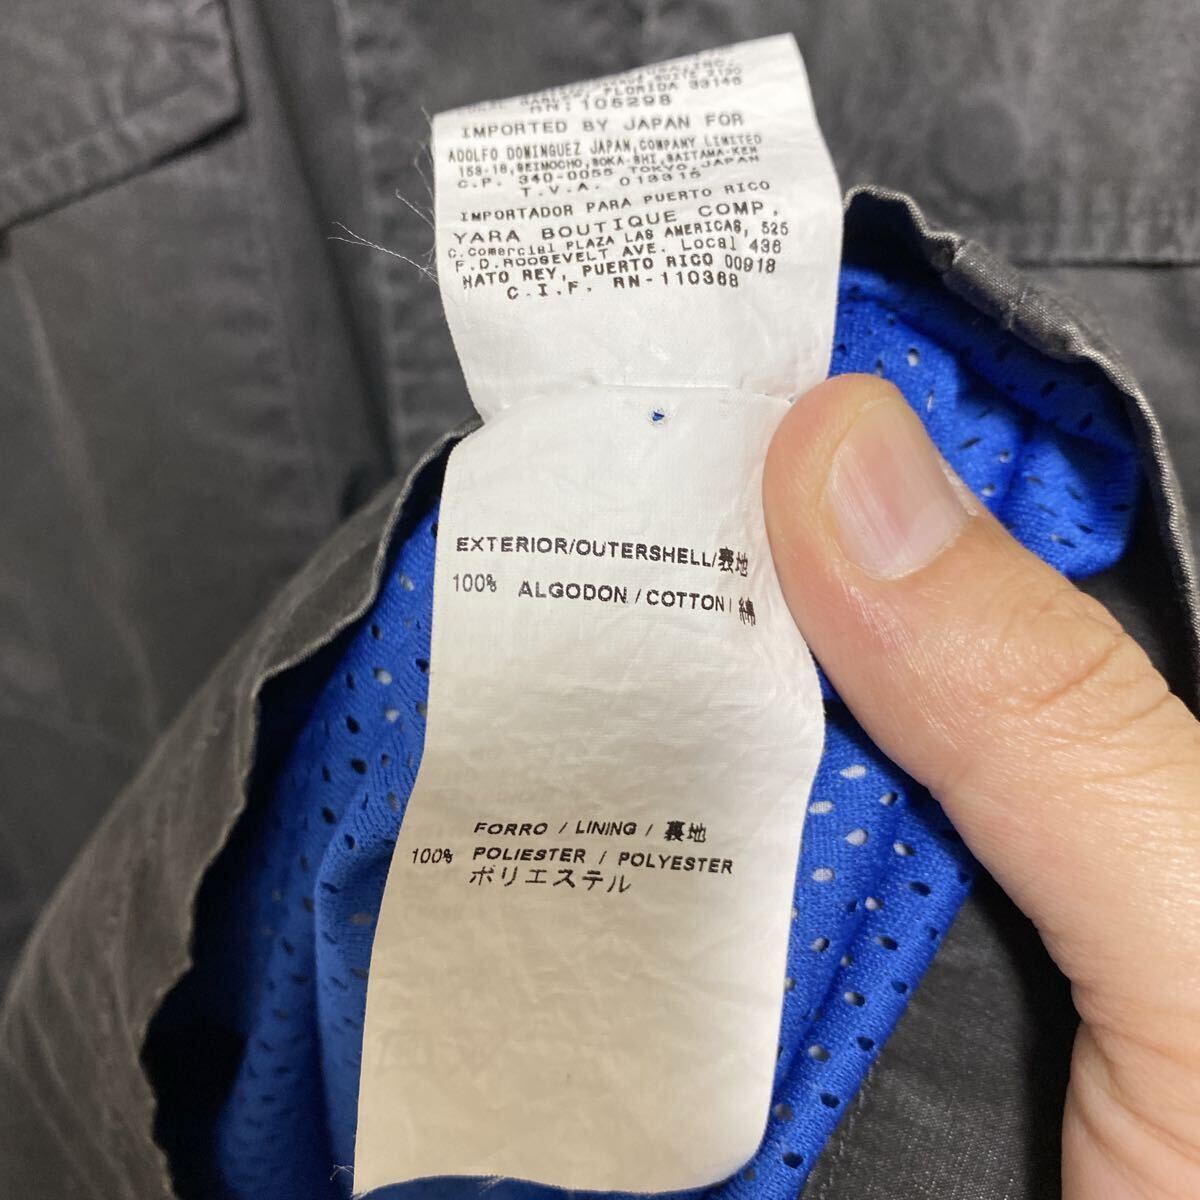 FLORIDA 33146
RN: 105298
IMPORTED BY JAPAN FOR
ADOLFO DOMINGUEZ JAPAN, COMPANY LIMITED
158-18, SEIMOCHO, SOKA-SHI, SAITAMA-KEN
C.P. 340-0055 TOKYO, JAPAN
T.V.A. 013315
IMPORTADOR PARA PUERTO RICO
YARA BOUTIQUE COMP,
C. Comercial PLAZA LAS AMERICAS, 525
F.D. ROOSEVELT AVE. Local 436
HATO REY, PUERTO RICO 00918
C.I.F. RN-110388
EXTERIOR/OUTERSHELL/表地
100% ALGODON / COTTON / 綿
FORRO / LINING / 裏地
100% POLIESTER / POLYESTER
ポリエステル